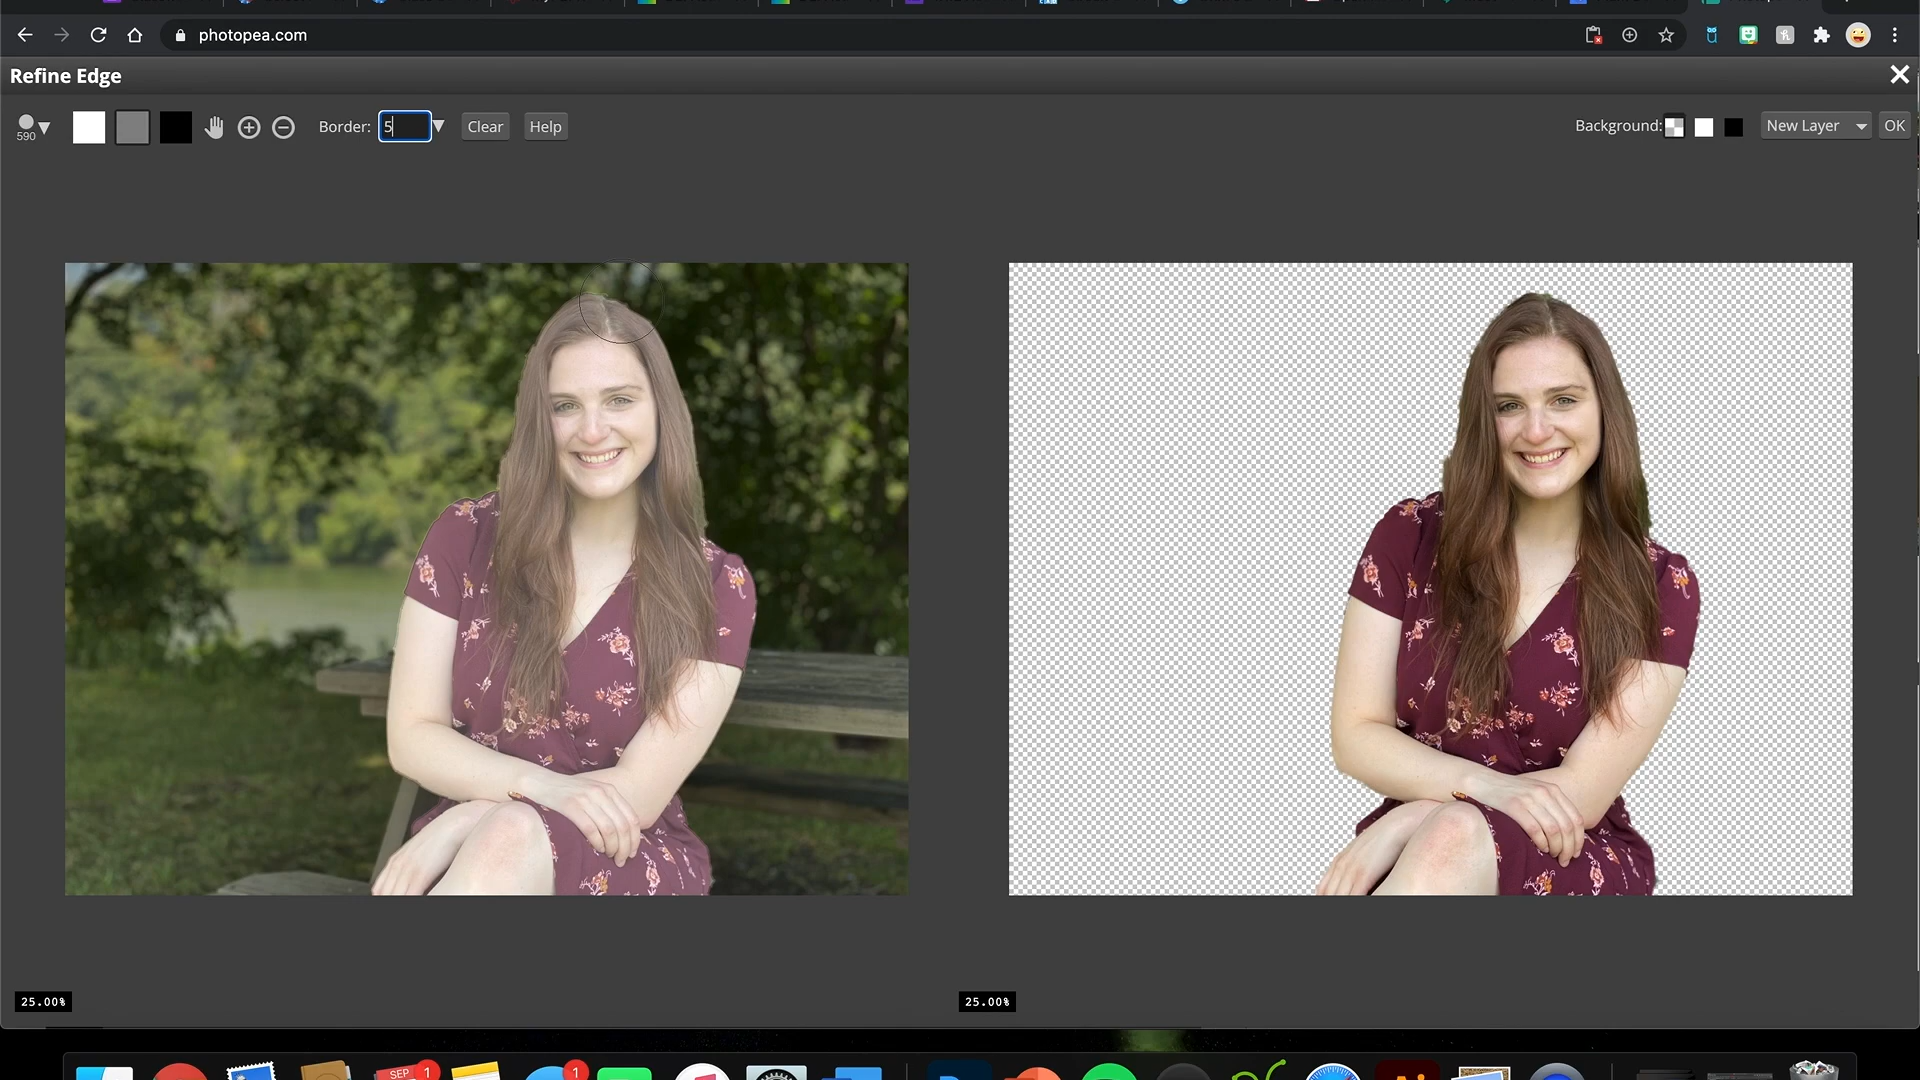 photopea.com
Refine Edge
590
Border: 5 Clear Help
Background: New Layer OK
25.00% 25.00%
SEP 1 1